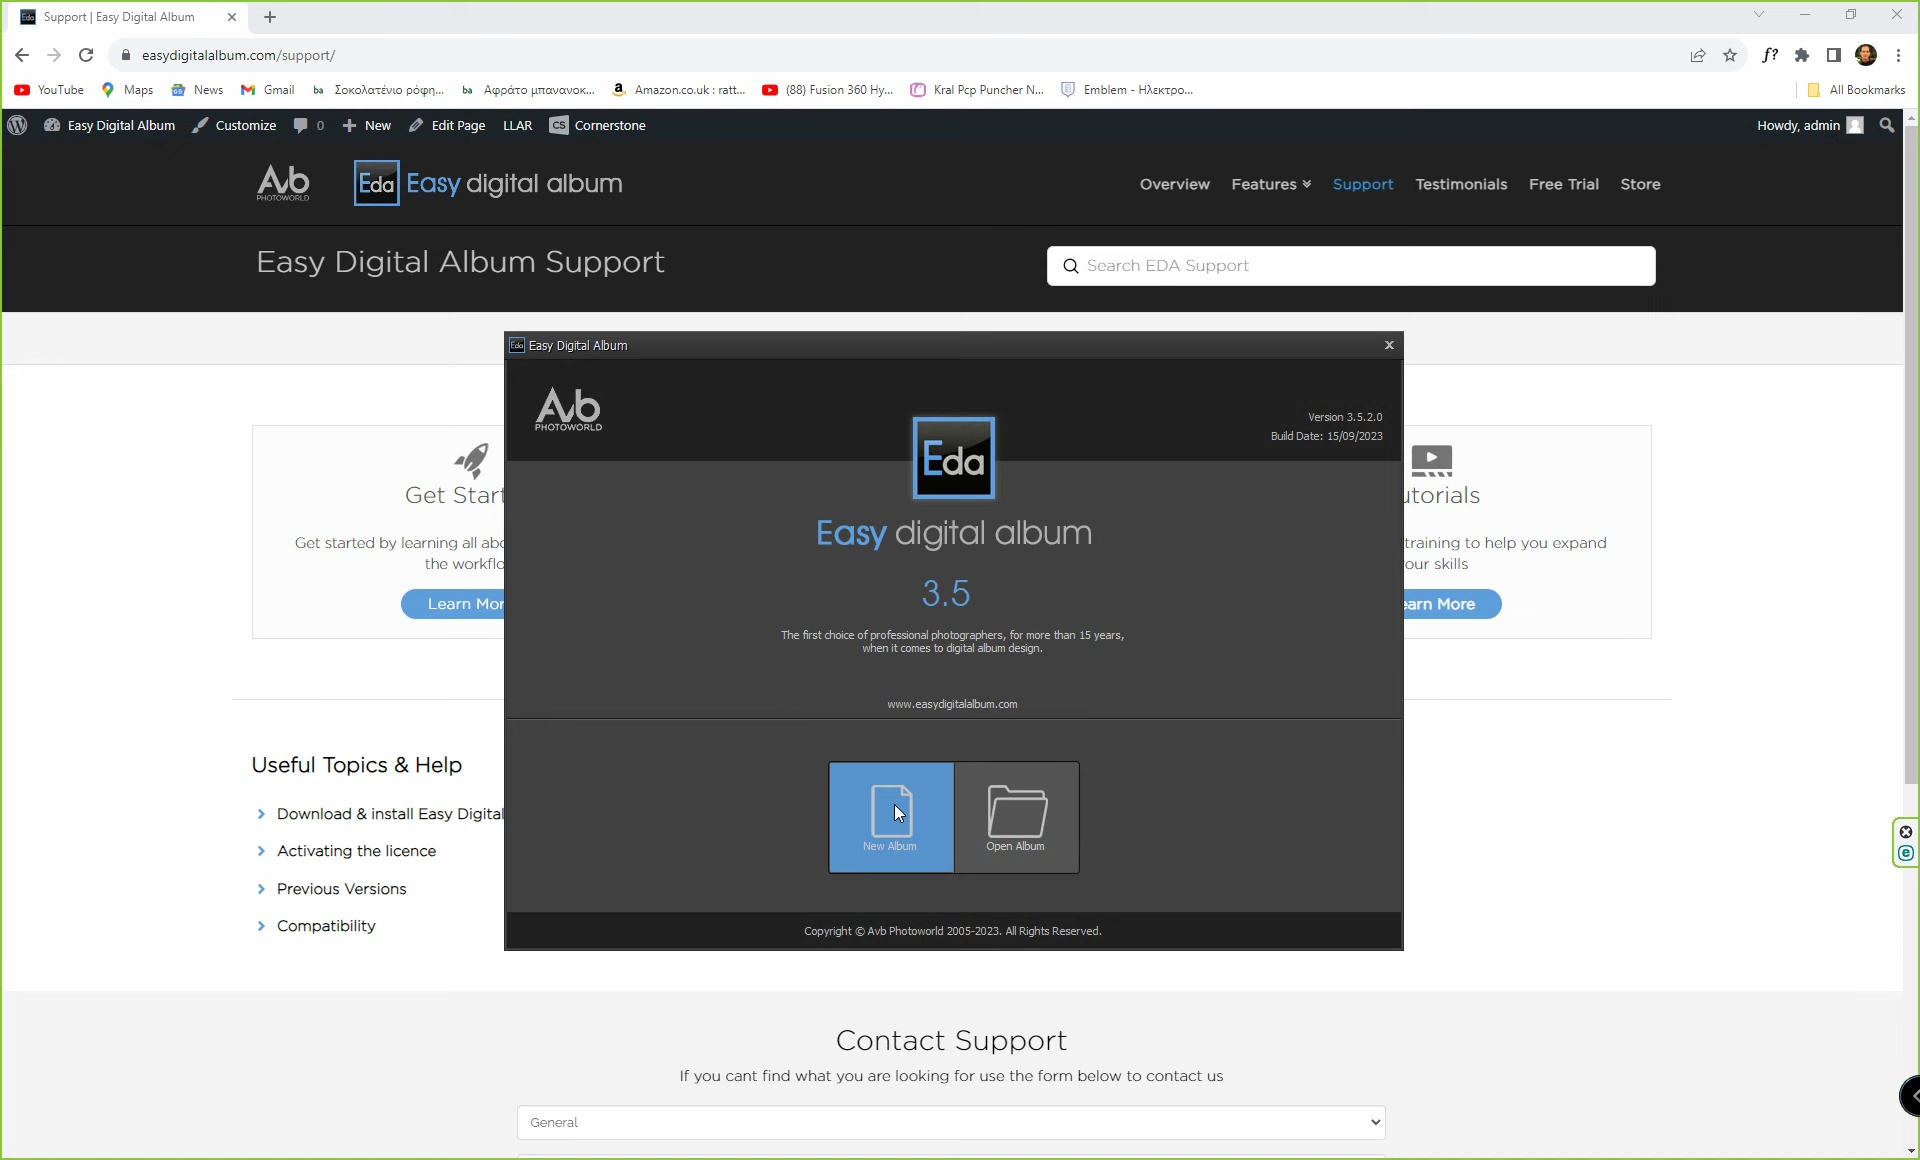 Support | Easy Digital Album
easydigitalalbum.com/support/
YouTube Maps News Gmail Σοκολατένιο ρόφη... Αφράτο μπανανοκ... Amazon.co.uk : ratt... (88) Fusion 360 Hy... Kral Pcp Puncher N... Emblem - Ηλεκτρο... All Bookmarks
Easy Digital Album Customize 0 New Edit Page LLAR CS Cornerstone Howdy, admin
Avb PHOTOWORLD Eda Easy digital album Overview Features Support Testimonials Free Trial Store
Easy Digital Album Support Search EDA Support
Eda Easy Digital Album
Avb
PHOTOWORLD
Version 3.5.2.0
Build Date: 15/09/2023
Eda
Easy digital album
3.5
The first choice of professional photographers, for more than 15 years,
when it comes to digital album design.
www.easydigitalalbum.com
New Album Open Album
Copyright © Avb Photoworld 2005-2023. All Rights Reserved.
Get Start
Get started by learning all abo
the workflo
Learn Mor
utorials
training to help you expand
our skills
earn More
Useful Topics & Help
Download & install Easy Digital
Activating the licence
Previous Versions
Compatibility
Contact Support
If you cant find what you are looking for use the form below to contact us
General